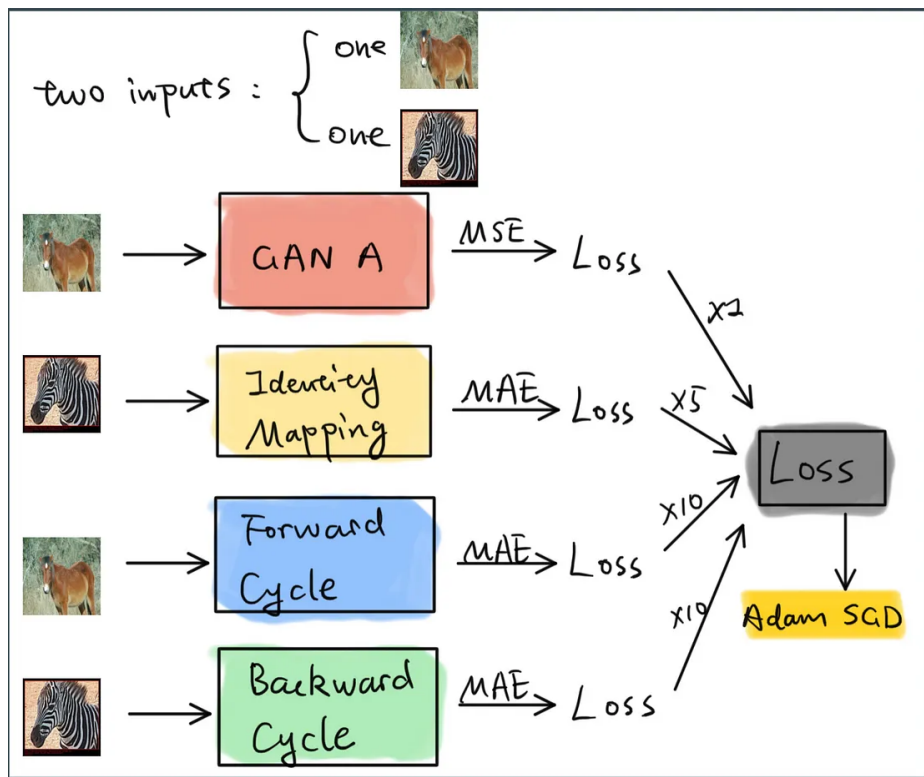 two inputs :
one
one
GAN A
MSE
Loss
x1
Identity
Mapping
MAE
Loss
x5
Loss
Forward
Cycle
MAE
Loss
x10
Adam SGD
Backward
Cycle
MAE
Loss
x10